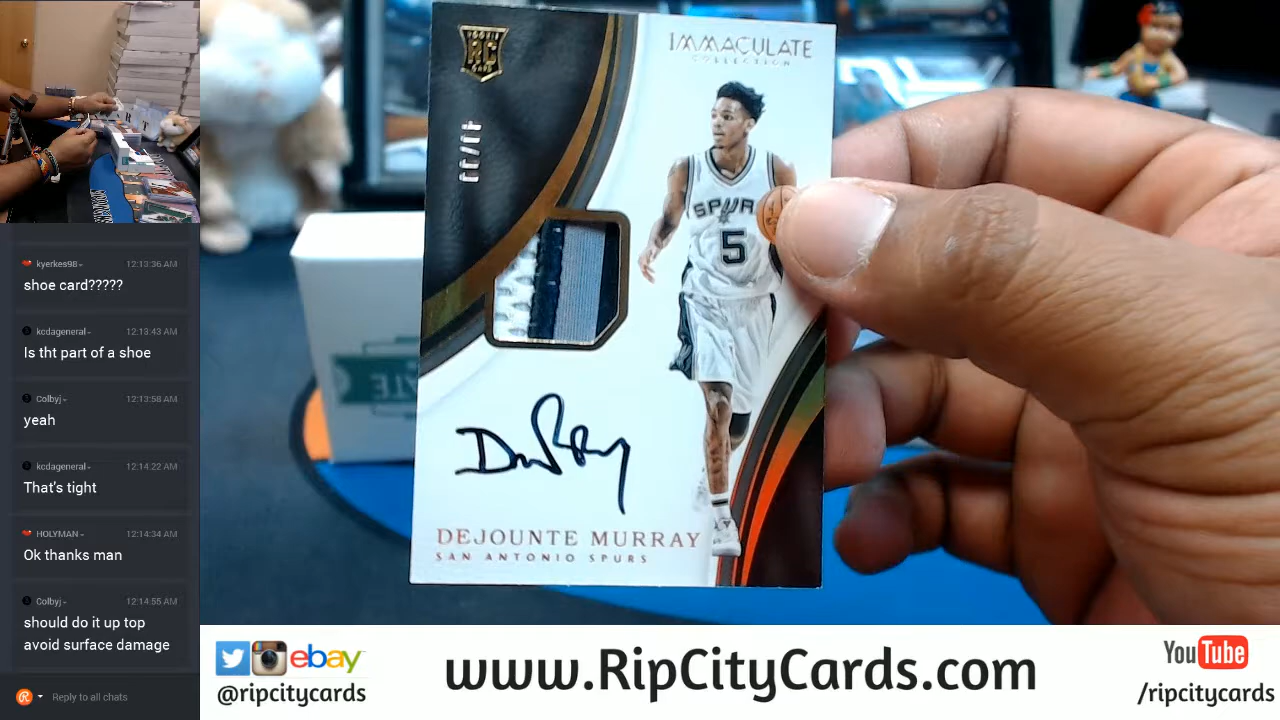 kyerkes98
12:13:36 AM
shoe card?????
kcdageneral
12:13:43 AM
Is tht part of a shoe
Colbyj
12:13:58 AM
yeah
kcdageneral
12:14:22 AM
That's tight
HOLYMAN
12:14:34 AM
Ok thanks man
Colbyj
12:14:55 AM
should do it up top
avoid surface damage
Reply to all chats
RC
IMMACULATE
COLLECTION
SPUR
5
DEJOUNTE MURRAY
SAN ANTONIO SPURS
ebay
@ripcitycards
www.RipCityCards.com
YouTube
/ripcitycards